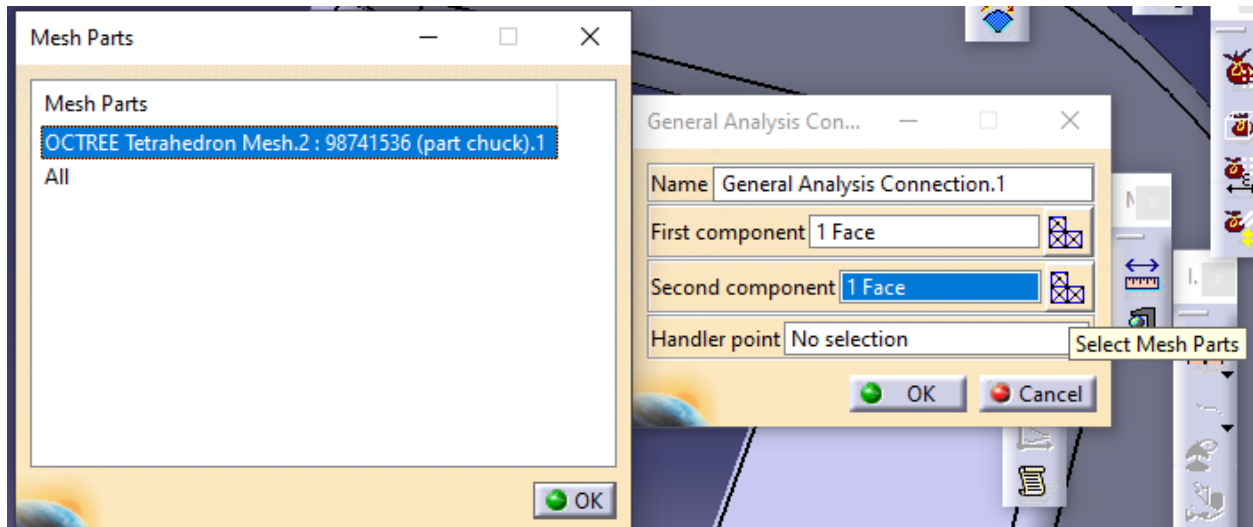 Mesh Parts
Mesh Parts
OCTREE Tetrahedron Mesh.2 : 98741536 (part chuck).1
All
OK
General Analysis Con...
Name General Analysis Connection.1
First component 1 Face
Second component 1 Face
Handler point No selection
Select Mesh Parts
OK Cancel
I.